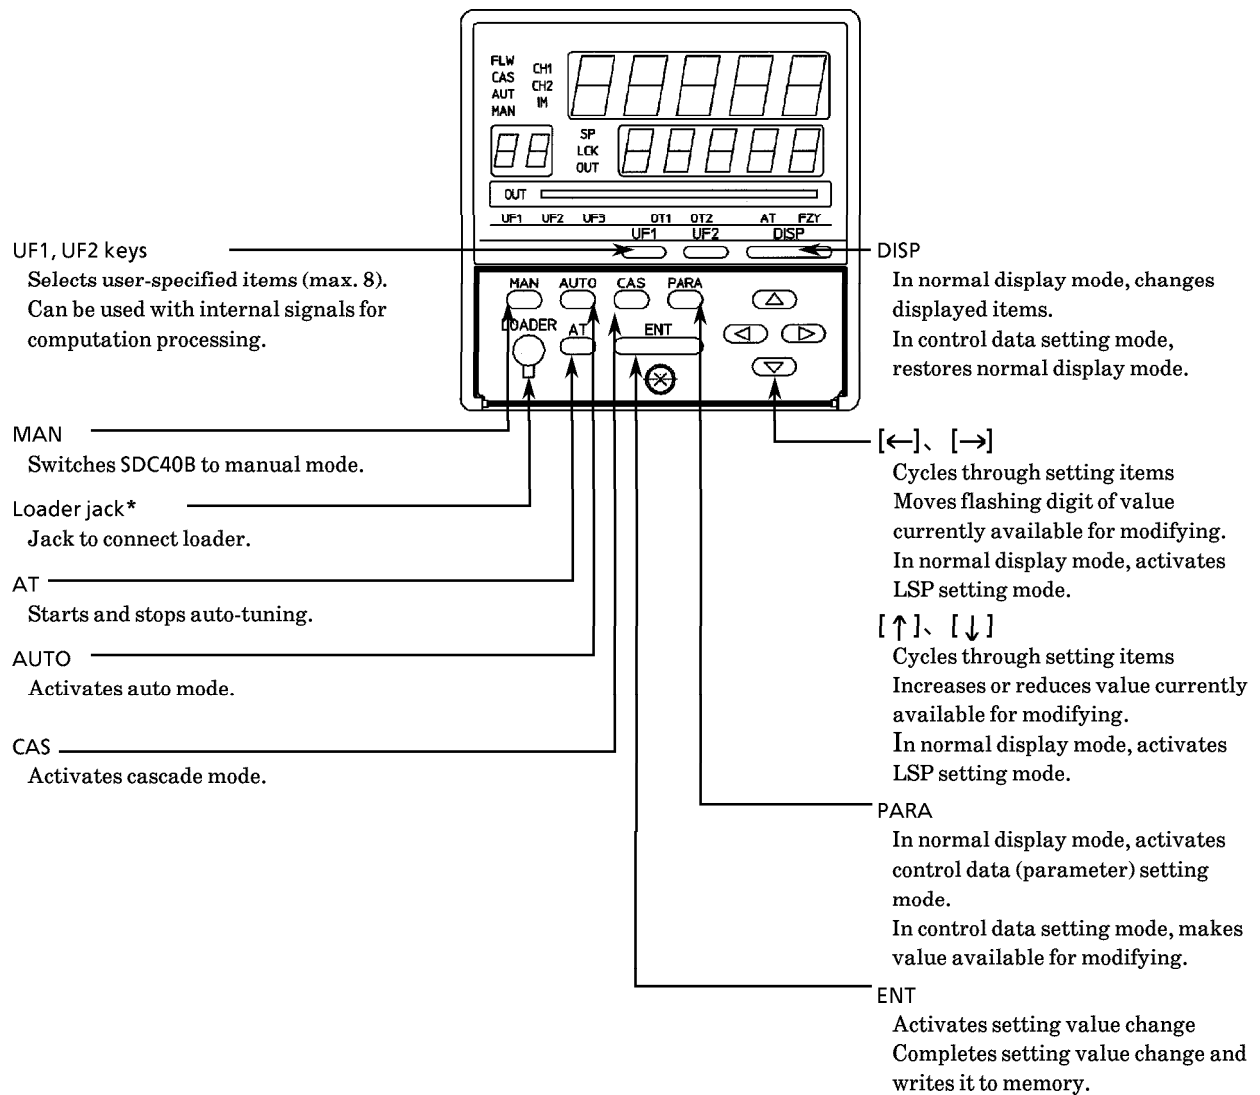 FLW
CAS
AUT
MAN
CH1
CH2
IM
SP
LCK
OUT
OUT
UF1 UF2 UF3 OT1 OT2 AT FZY
UF1 UF2 DISP
MAN AUTO CAS PARA
LOADER AT ENT
UF1, UF2 keys
Selects user-specified items (max. 8).
Can be used with internal signals for
computation processing.
MAN
Switches SDC40B to manual mode.
Loader jack*
Jack to connect loader.
AT
Starts and stops auto-tuning.
AUTO
Activates auto mode.
CAS
Activates cascade mode.
DISP
In normal display mode, changes
displayed items.
In control data setting mode,
restores normal display mode.
[←]、[→]
Cycles through setting items
Moves flashing digit of value
currently available for modifying.
In normal display mode, activates
LSP setting mode.
[↑]、[↓]
Cycles through setting items
Increases or reduces value currently
available for modifying.
In normal display mode, activates
LSP setting mode.
PARA
In normal display mode, activates
control data (parameter) setting
mode.
In control data setting mode, makes
value available for modifying.
ENT
Activates setting value change
Completes setting value change and
writes it to memory.